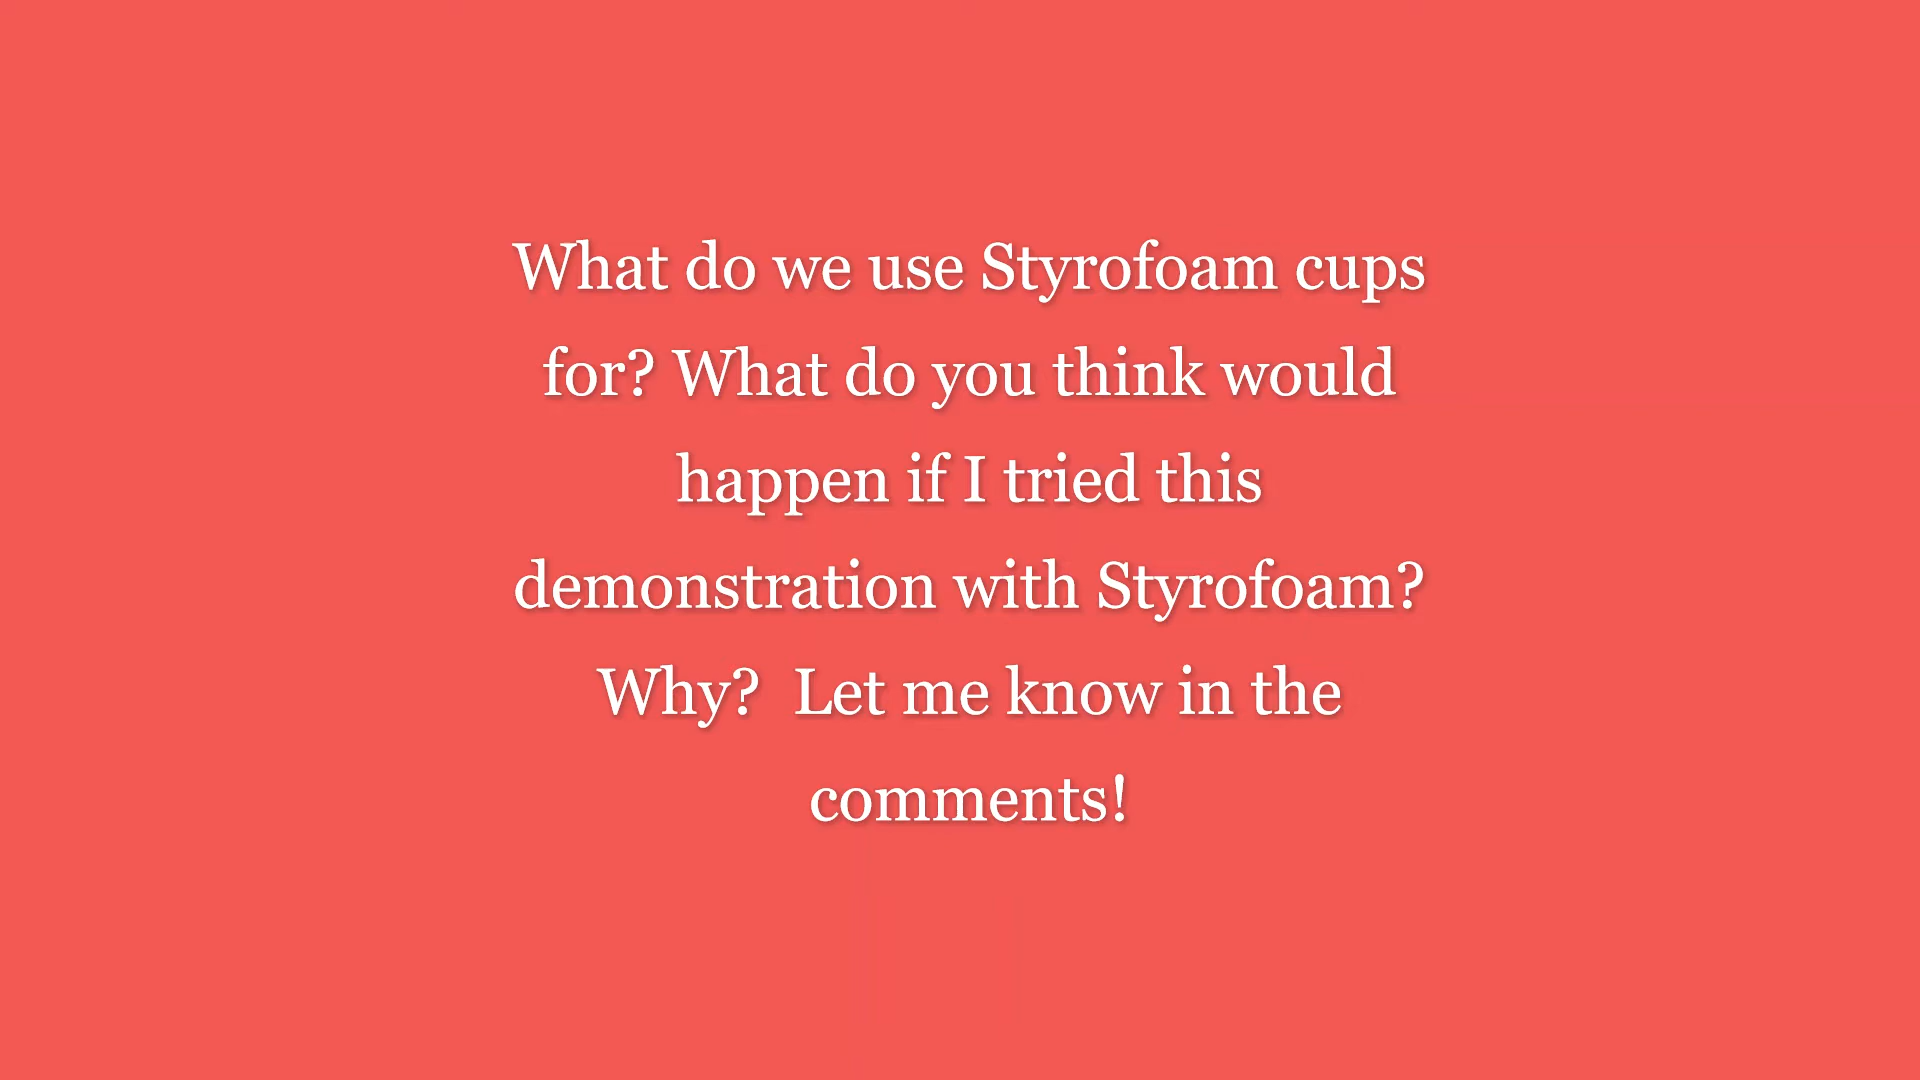 What do we use Styrofoam cups
for? What do you think would
happen if I tried this
demonstration with Styrofoam?
Why?  Let me know in the
comments!